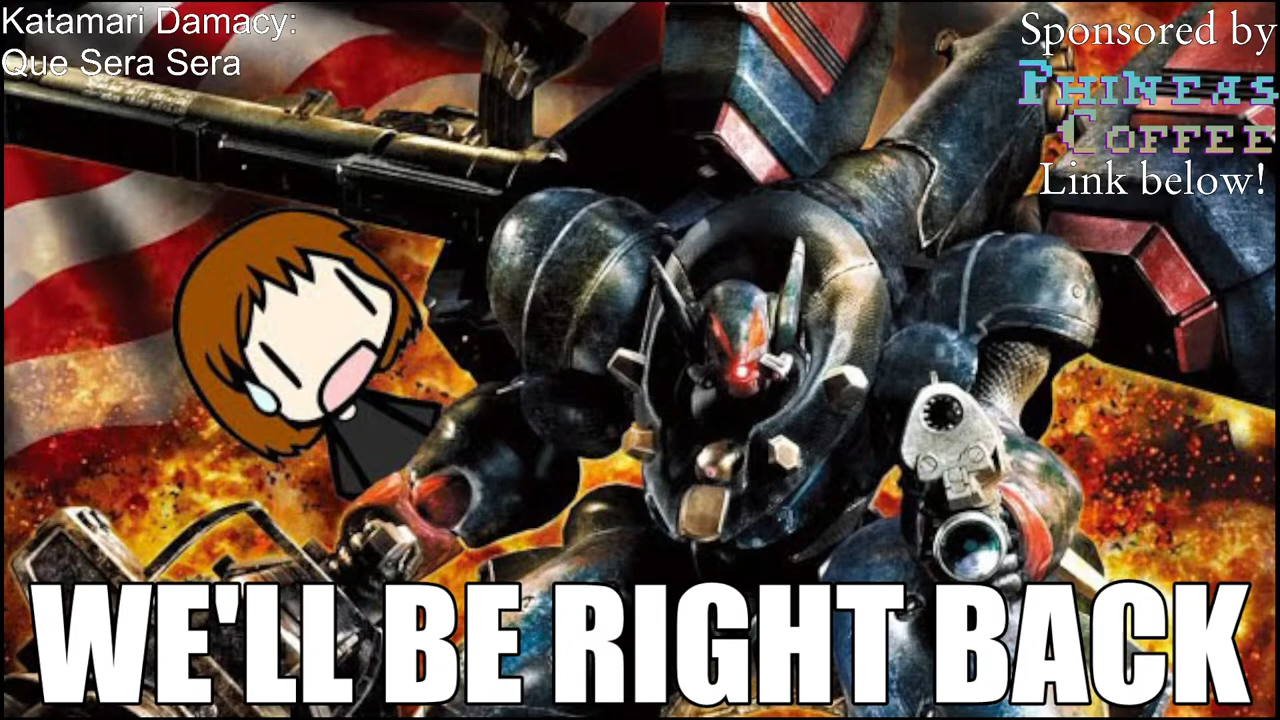 Katamari Damacy:
Que Sera Sera
Sponsored by
PHINEAS
COFFEE
Link below!
WE'LL BE RIGHT BACK